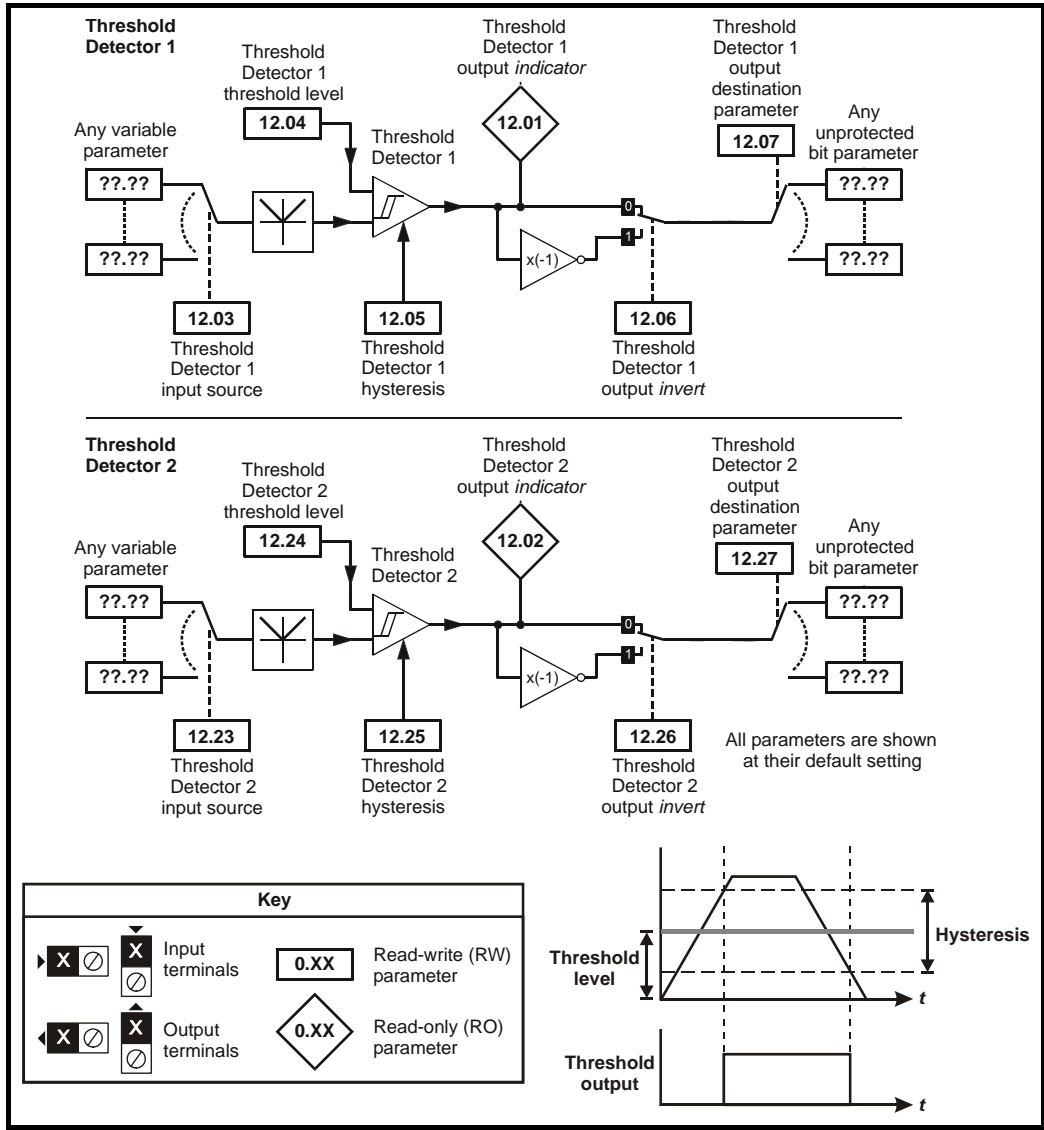 Threshold
Detector 1
Threshold
Detector 1
threshold level
12.04
Any variable
parameter
??.??
??.??
12.03
Threshold
Detector 1
input source
Threshold
Detector 1
12.05
Threshold
Detector 1
hysteresis
Threshold
Detector 1
output indicator
12.01
x(-1)
0
1
12.06
Threshold
Detector 1
output invert
Threshold
Detector 1
output
destination
parameter
12.07
Any
unprotected
bit parameter
??.??
??.??
Threshold
Detector 2
Threshold
Detector 2
threshold level
12.24
Any variable
parameter
??.??
??.??
12.23
Threshold
Detector 2
input source
Threshold
Detector 2
12.25
Threshold
Detector 2
hysteresis
Threshold
Detector 2
output indicator
12.02
x(-1)
0
1
12.26
Threshold
Detector 2
output invert
Threshold
Detector 2
output
destination
parameter
12.27
Any
unprotected
bit parameter
??.??
??.??
All parameters are shown
at their default setting
Key
X
X
Input
terminals
X
X
Output
terminals
0.XX
Read-write (RW)
parameter
0.XX
Read-only (RO)
parameter
Threshold
level
Hysteresis
t
Threshold
output
t